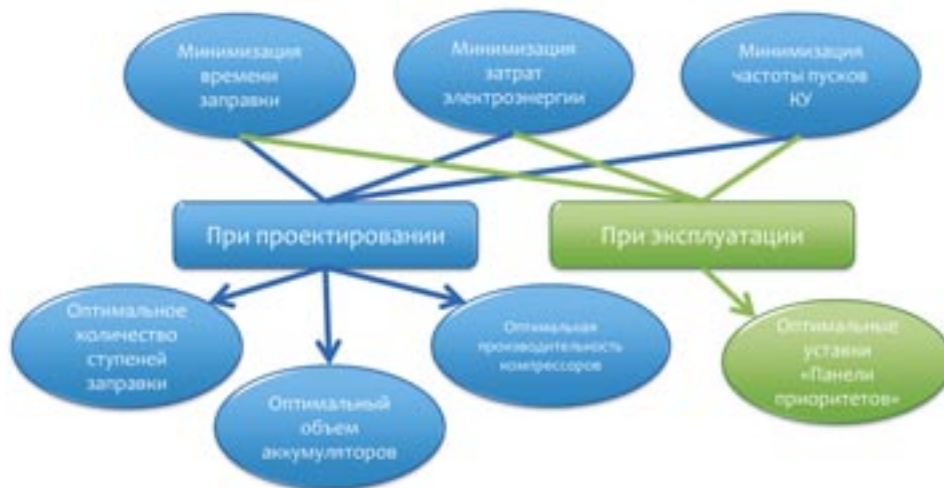 Минимизация
времени
заправки
Минимизация
затрат
электроэнергии
Минимизация
частоты пусков
КУ
При проектировании
При эксплуатации
Оптимальное
количество
ступеней
заправки
Оптимальный
объем
аккумуляторов
Оптимальная
производительность
компрессоров
Оптимальные
уставки
«Панели
приоритетов»